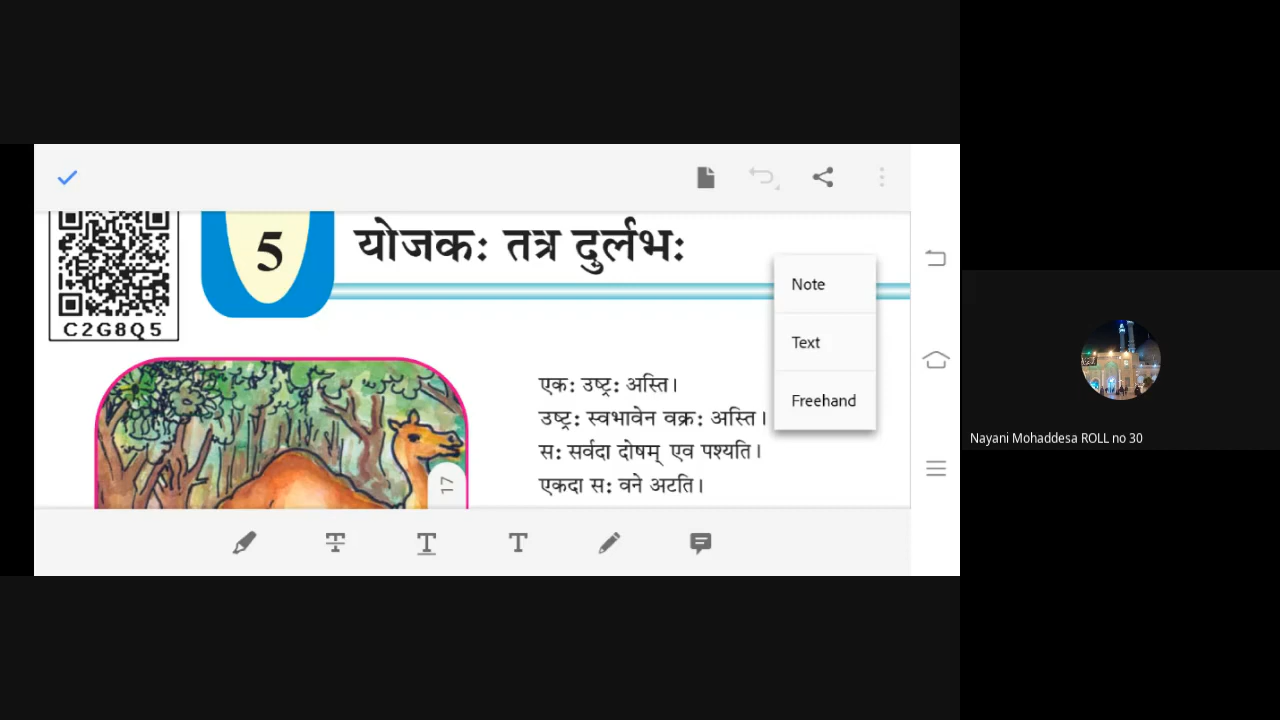 5
योजकः तत्र दुर्लभः
C2G8Q5
Note
Text
Freehand
एकः उष्ट्रः अस्ति।
उष्ट्रः स्वभावेन वक्रः अस्ति।
सः सर्वदा दोषम् एव पश्यति।
एकदा सः वने अटति।
17
Nayani Mohaddesa ROLL no 30